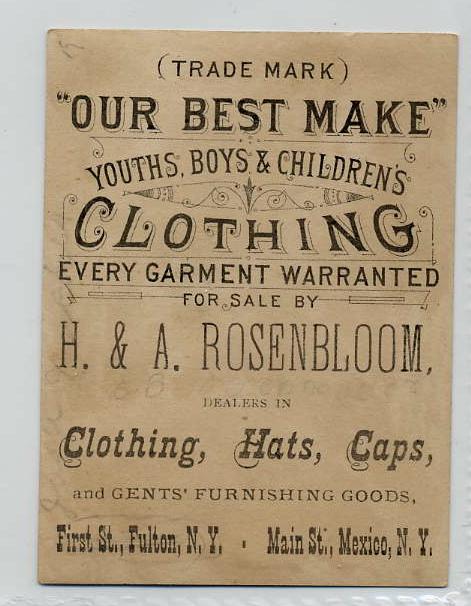 (TRADE MARK)
"OUR BEST MAKE"
YOUTHS, BOYS & CHILDREN'S
CLOTHING
EVERY GARMENT WARRANTED
FOR SALE BY
H. & A. ROSENBLOOM,
DEALERS IN
Clothing, Hats, Caps,
and GENTS' FURNISHING GOODS,
First St., Fulton, N. Y. • Main St., Mexico, N. Y.